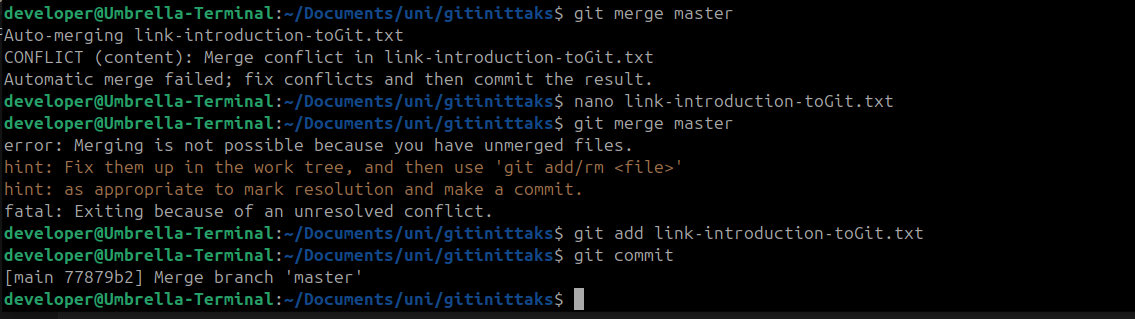 developer@Umbrella-Terminal:~/Documents/uni/gitinittaks$ git merge master
Auto-merging link-introduction-toGit.txt
CONFLICT (content): Merge conflict in link-introduction-toGit.txt
Automatic merge failed; fix conflicts and then commit the result.
developer@Umbrella-Terminal:~/Documents/uni/gitinittaks$ nano link-introduction-toGit.txt
developer@Umbrella-Terminal:~/Documents/uni/gitinittaks$ git merge master
error: Merging is not possible because you have unmerged files.
hint: Fix them up in the work tree, and then use 'git add/rm <file>'
hint: as appropriate to mark resolution and make a commit.
fatal: Exiting because of an unresolved conflict.
developer@Umbrella-Terminal:~/Documents/uni/gitinittaks$ git add link-introduction-toGit.txt
developer@Umbrella-Terminal:~/Documents/uni/gitinittaks$ git commit
[main 77879b2] Merge branch 'master'
developer@Umbrella-Terminal:~/Documents/uni/gitinittaks$